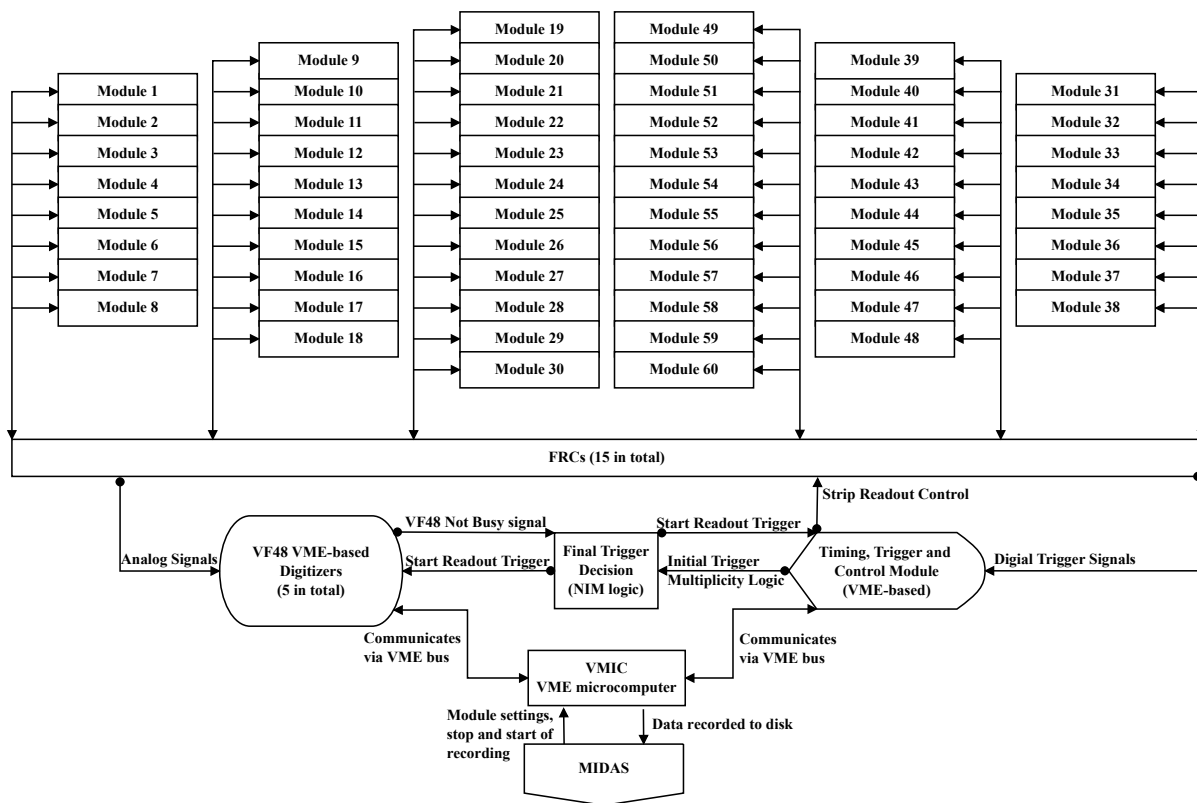 Module 1
Module 2
Module 3
Module 4
Module 5
Module 6
Module 7
Module 8
Module 9
Module 10
Module 11
Module 12
Module 13
Module 14
Module 15
Module 16
Module 17
Module 18
Module 19
Module 20
Module 21
Module 22
Module 23
Module 24
Module 25
Module 26
Module 27
Module 28
Module 29
Module 30
Module 49
Module 50
Module 51
Module 52
Module 53
Module 54
Module 55
Module 56
Module 57
Module 58
Module 59
Module 60
Module 39
Module 40
Module 41
Module 42
Module 43
Module 44
Module 45
Module 46
Module 47
Module 48
Module 31
Module 32
Module 33
Module 34
Module 35
Module 36
Module 37
Module 38
FRCs (15 in total)
Strip Readout Control
Analog Signals
VF48 VME-based
Digitizers
(5 in total)
VF48 Not Busy signal
Start Readout Trigger
Final Trigger
Decision
(NIM logic)
Start Readout Trigger
Initial Trigger
Multiplicity Logic
Timing, Trigger and
Control Module
(VME-based)
Digial Trigger Signals
Communicates
via VME bus
VMIC
VME microcomputer
Communicates
via VME bus
Module settings,
stop and start of
recording
Data recorded to disk
MIDAS